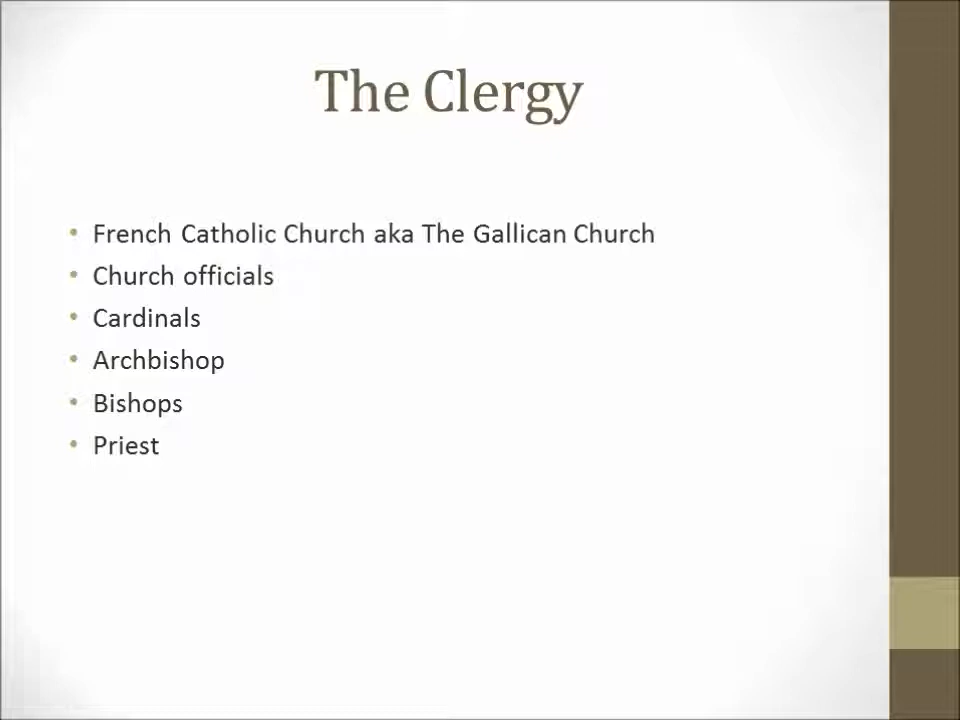 The Clergy
• French Catholic Church aka The Gallican Church
• Church officials
• Cardinals
• Archbishop
• Bishops
• Priest